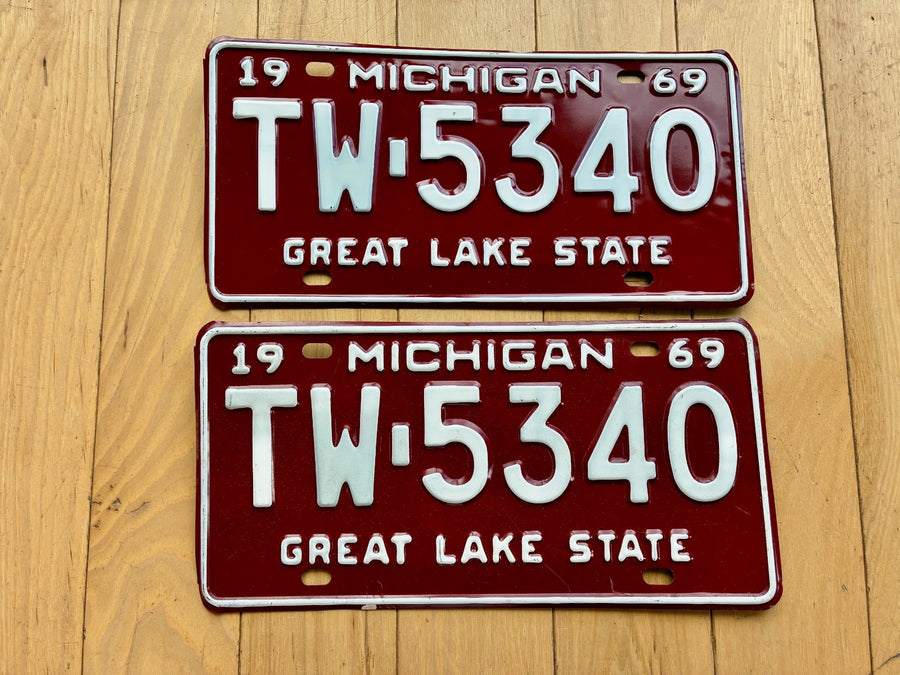 19 MICHIGAN 69
TW-5340
GREAT LAKE STATE
19 MICHIGAN 69
TW-5340
GREAT LAKE STATE